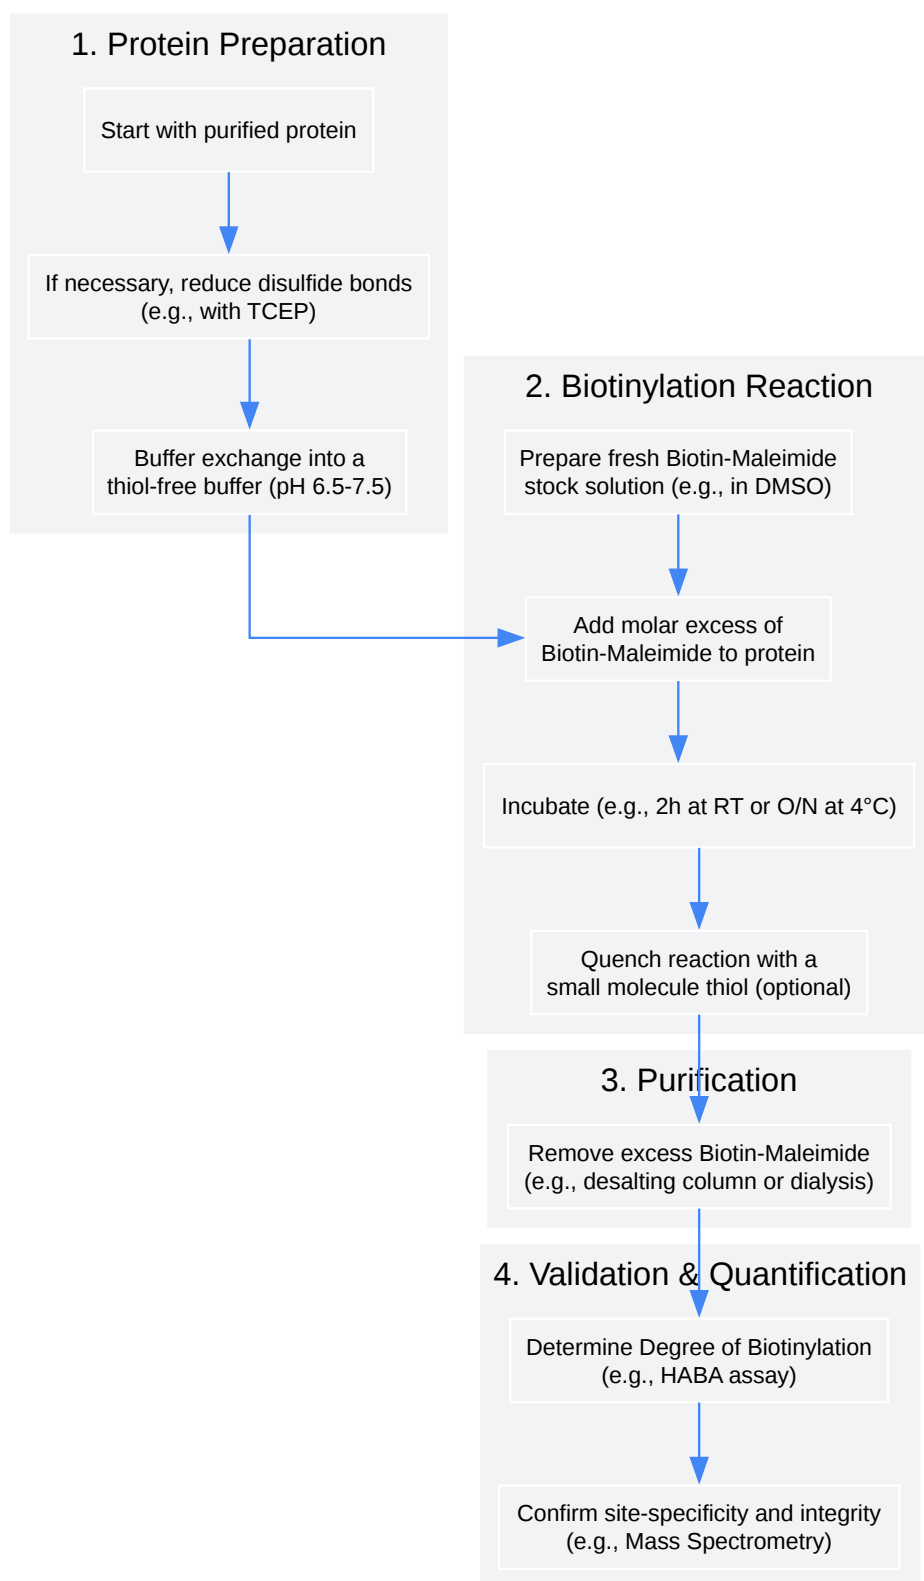 1. Protein Preparation
Start with purified protein
If necessary, reduce disulfide bonds
(e.g., with TCEP)
Buffer exchange into a
thiol-free buffer (pH 6.5-7.5)
2. Biotinylation Reaction
Prepare fresh Biotin-Maleimide
stock solution (e.g., in DMSO)
Add molar excess of
Biotin-Maleimide to protein
Incubate (e.g., 2h at RT or O/N at 4°C)
Quench reaction with a
small molecule thiol (optional)
3. Purification
Remove excess Biotin-Maleimide
(e.g., desalting column or dialysis)
4. Validation & Quantification
Determine Degree of Biotinylation
(e.g., HABA assay)
Confirm site-specificity and integrity
(e.g., Mass Spectrometry)